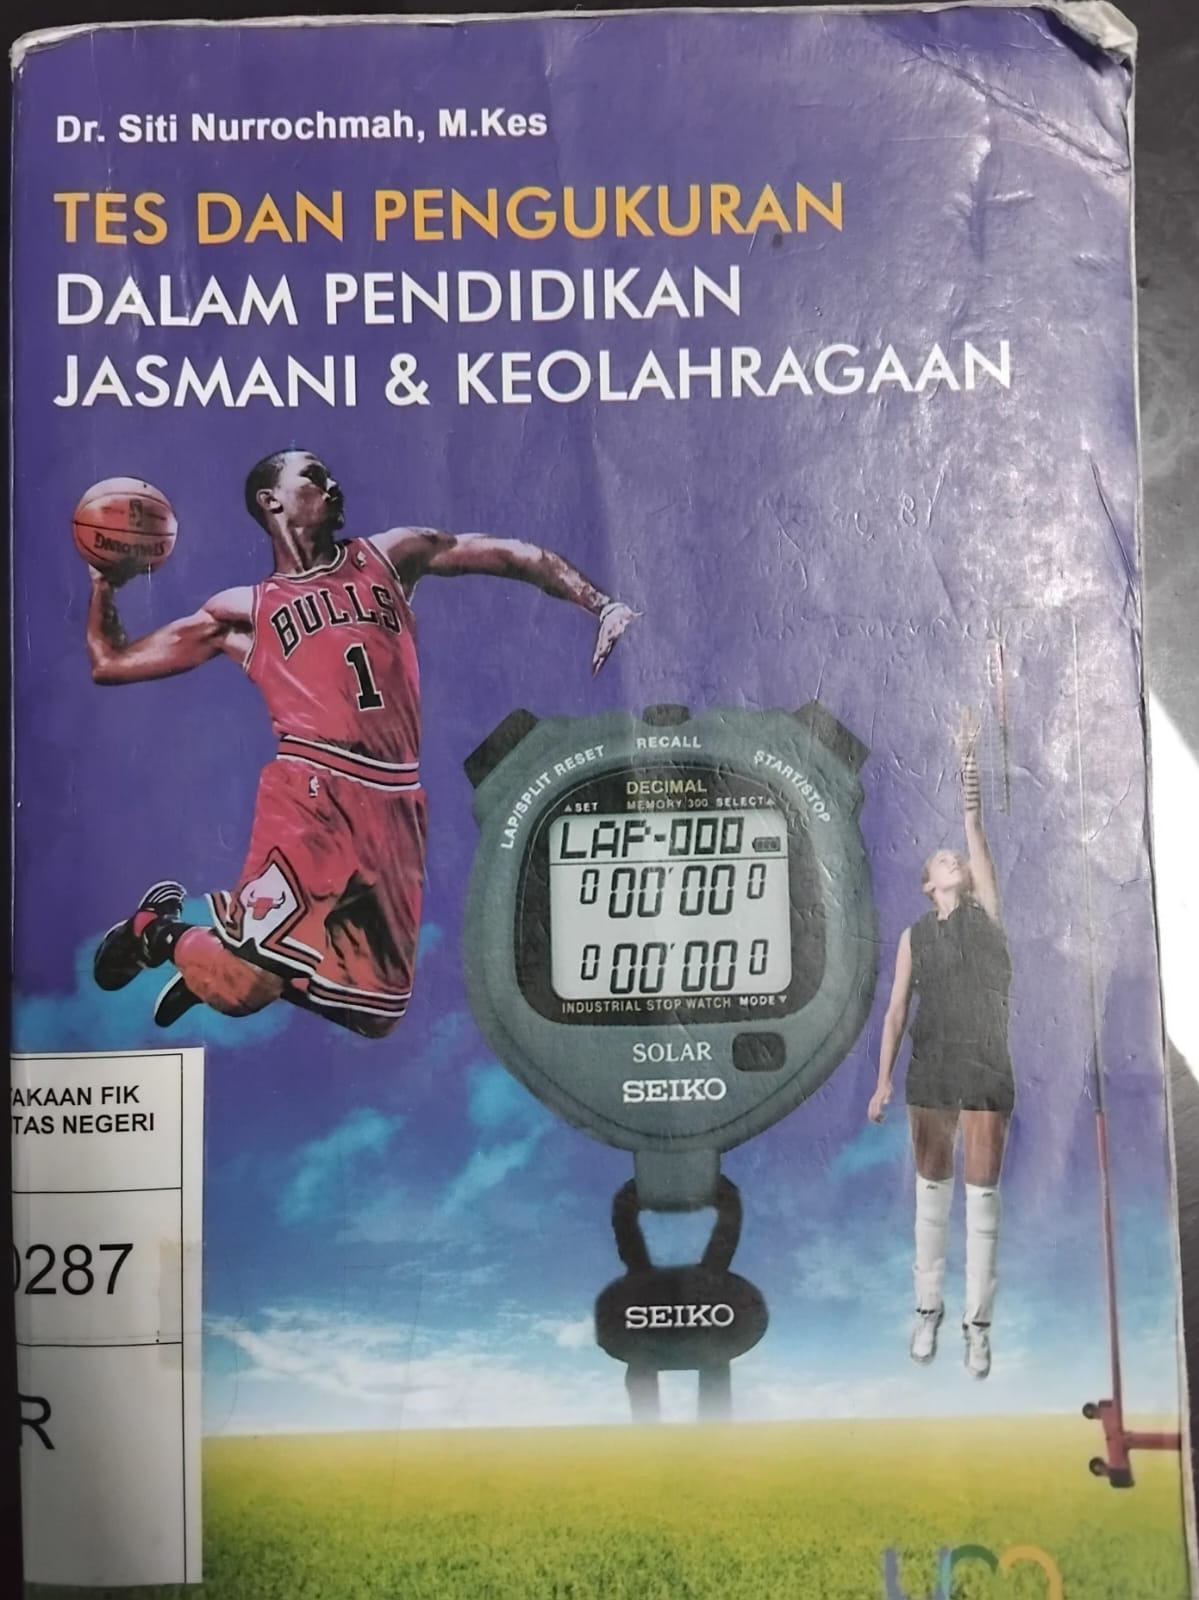 Dr. Siti Nurrochmah, M.Kes
TES DAN PENGUKURAN
DALAM PENDIDIKAN
JASMANI & KEOLAHRAGAAN
BULLS
1
LAP/SPLIT RESET
RECALL
START/STOP
DECIMAL
▲SET MEMORY 300 SELECT▲
LAP-000
0 00'00 0
0 00'00 0
INDUSTRIAL STOP WATCH MODE▼
SOLAR
SEIKO
SEIKO
TAKAAN FIK
TAS NEGERI
0287
R
um